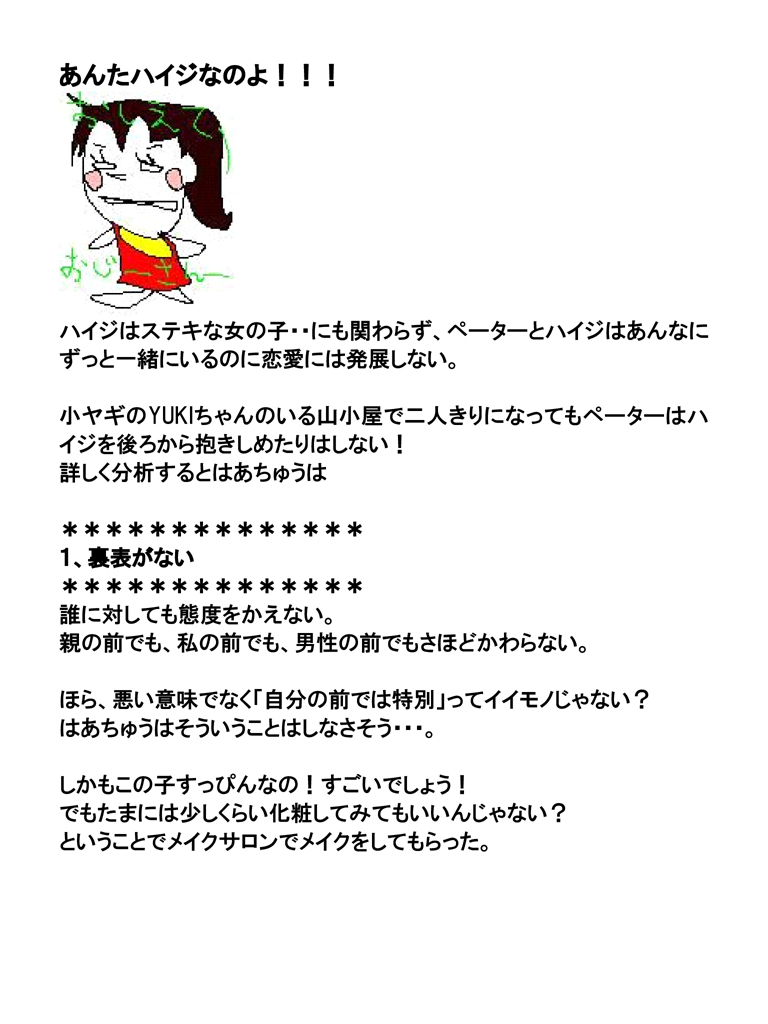 あんたハイジなのよ！！！
おしえて
おじーさんー
ハイジはステキな女の子・・にも関わらず、ペーターとハイジはあんなに
ずっと一緒にいるのに恋愛には発展しない。
小ヤギのYUKIちゃんのいる山小屋で二人きりになってもペーターはハ
イジを後ろから抱きしめたりはしない！
詳しく分析するとはあちゅうは
＊＊＊＊＊＊＊＊＊＊＊＊＊＊
1、裏表がない
＊＊＊＊＊＊＊＊＊＊＊＊＊＊
誰に対しても態度をかえない。
親の前でも、私の前でも、男性の前でもさほどかわらない。
ほら、悪い意味でなく「自分の前では特別」ってイイモノじゃない？
はあちゅうはそういうことはしなさそう・・・。
しかもこの子すっぴんなの！すごいでしょう！
でもたまには少しくらい化粧してみてもいいんじゃない？
ということでメイクサロンでメイクをしてもらった。